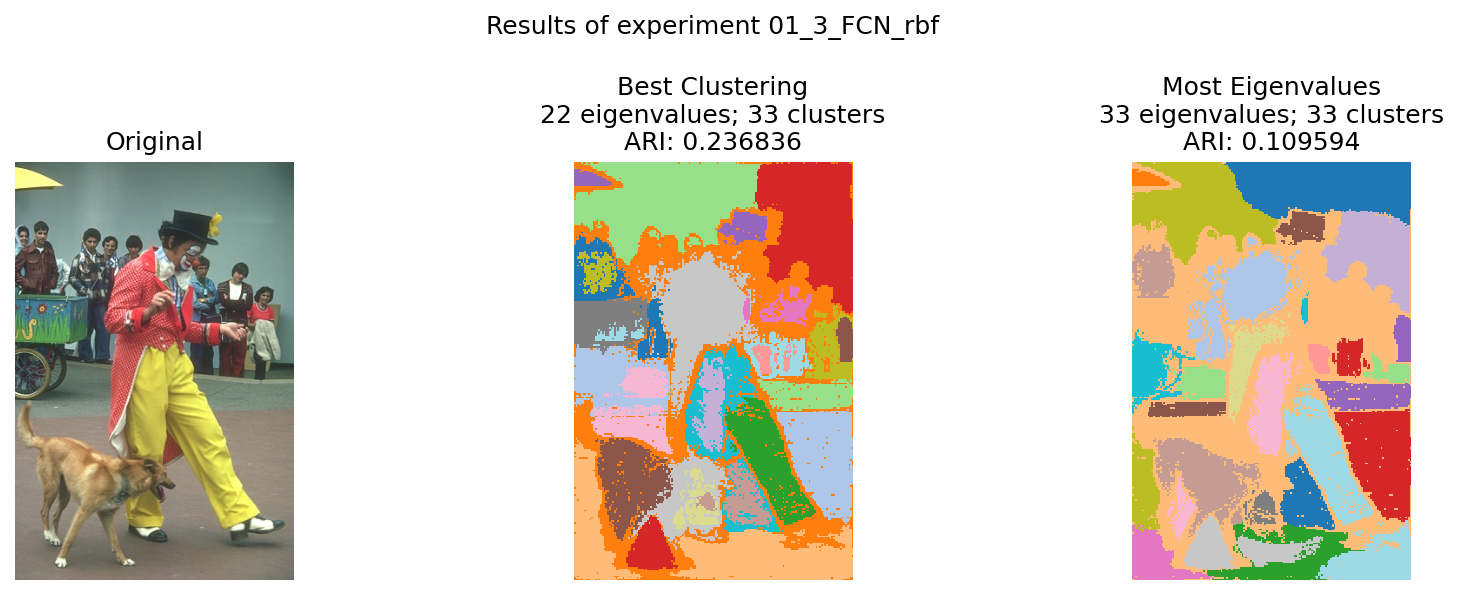 Results of experiment 01_3_FCN_rbf
Original
Best Clustering
22 eigenvalues; 33 clusters
ARI: 0.236836
Most Eigenvalues
33 eigenvalues; 33 clusters
ARI: 0.109594